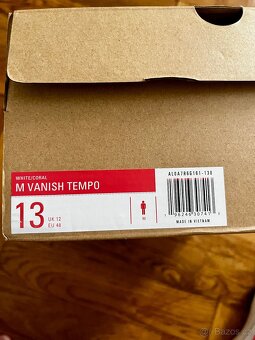 WHITE/CORAL
M VANISH TEMPO
13
UK 12
EU 48
M
MADE IN VIETNAM